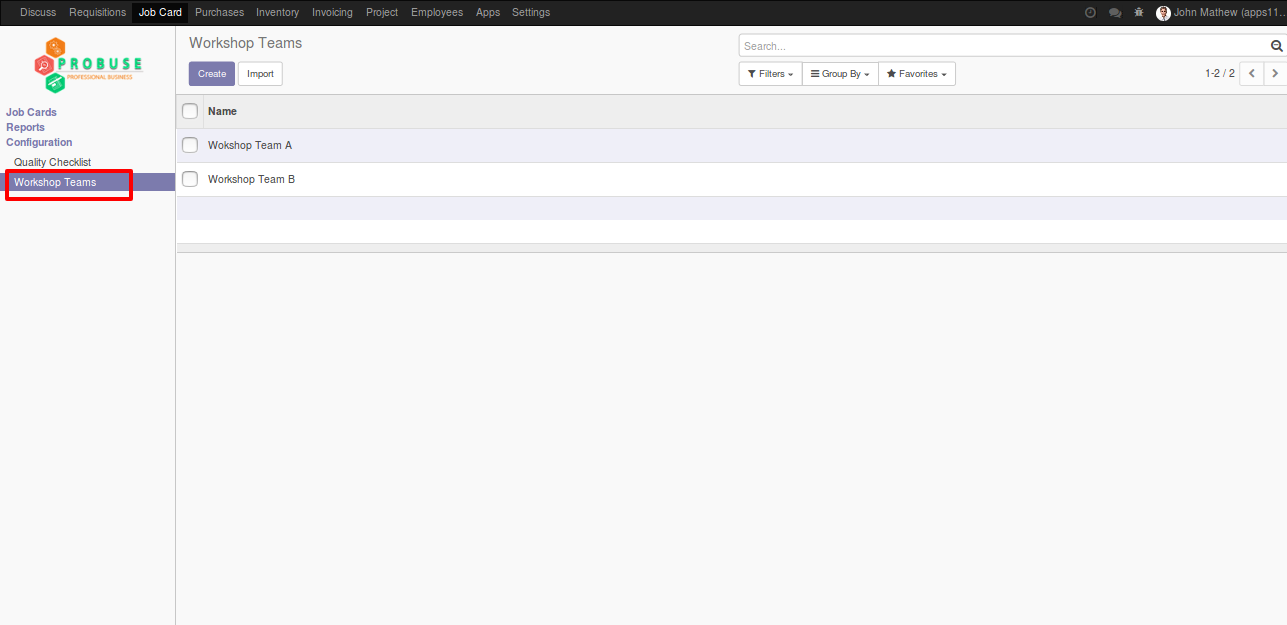 Discuss Requisitions Job Card Purchases Inventory Invoicing Project Employees Apps Settings John Mathew (apps11...
PROBUSE
PROFESSIONAL BUSINESS
Job Cards
Reports
Configuration
Quality Checklist
Workshop Teams
Workshop Teams
Search...
Create Import
Filters Group By Favorites 1-2 / 2
Name
Wokshop Team A
Workshop Team B